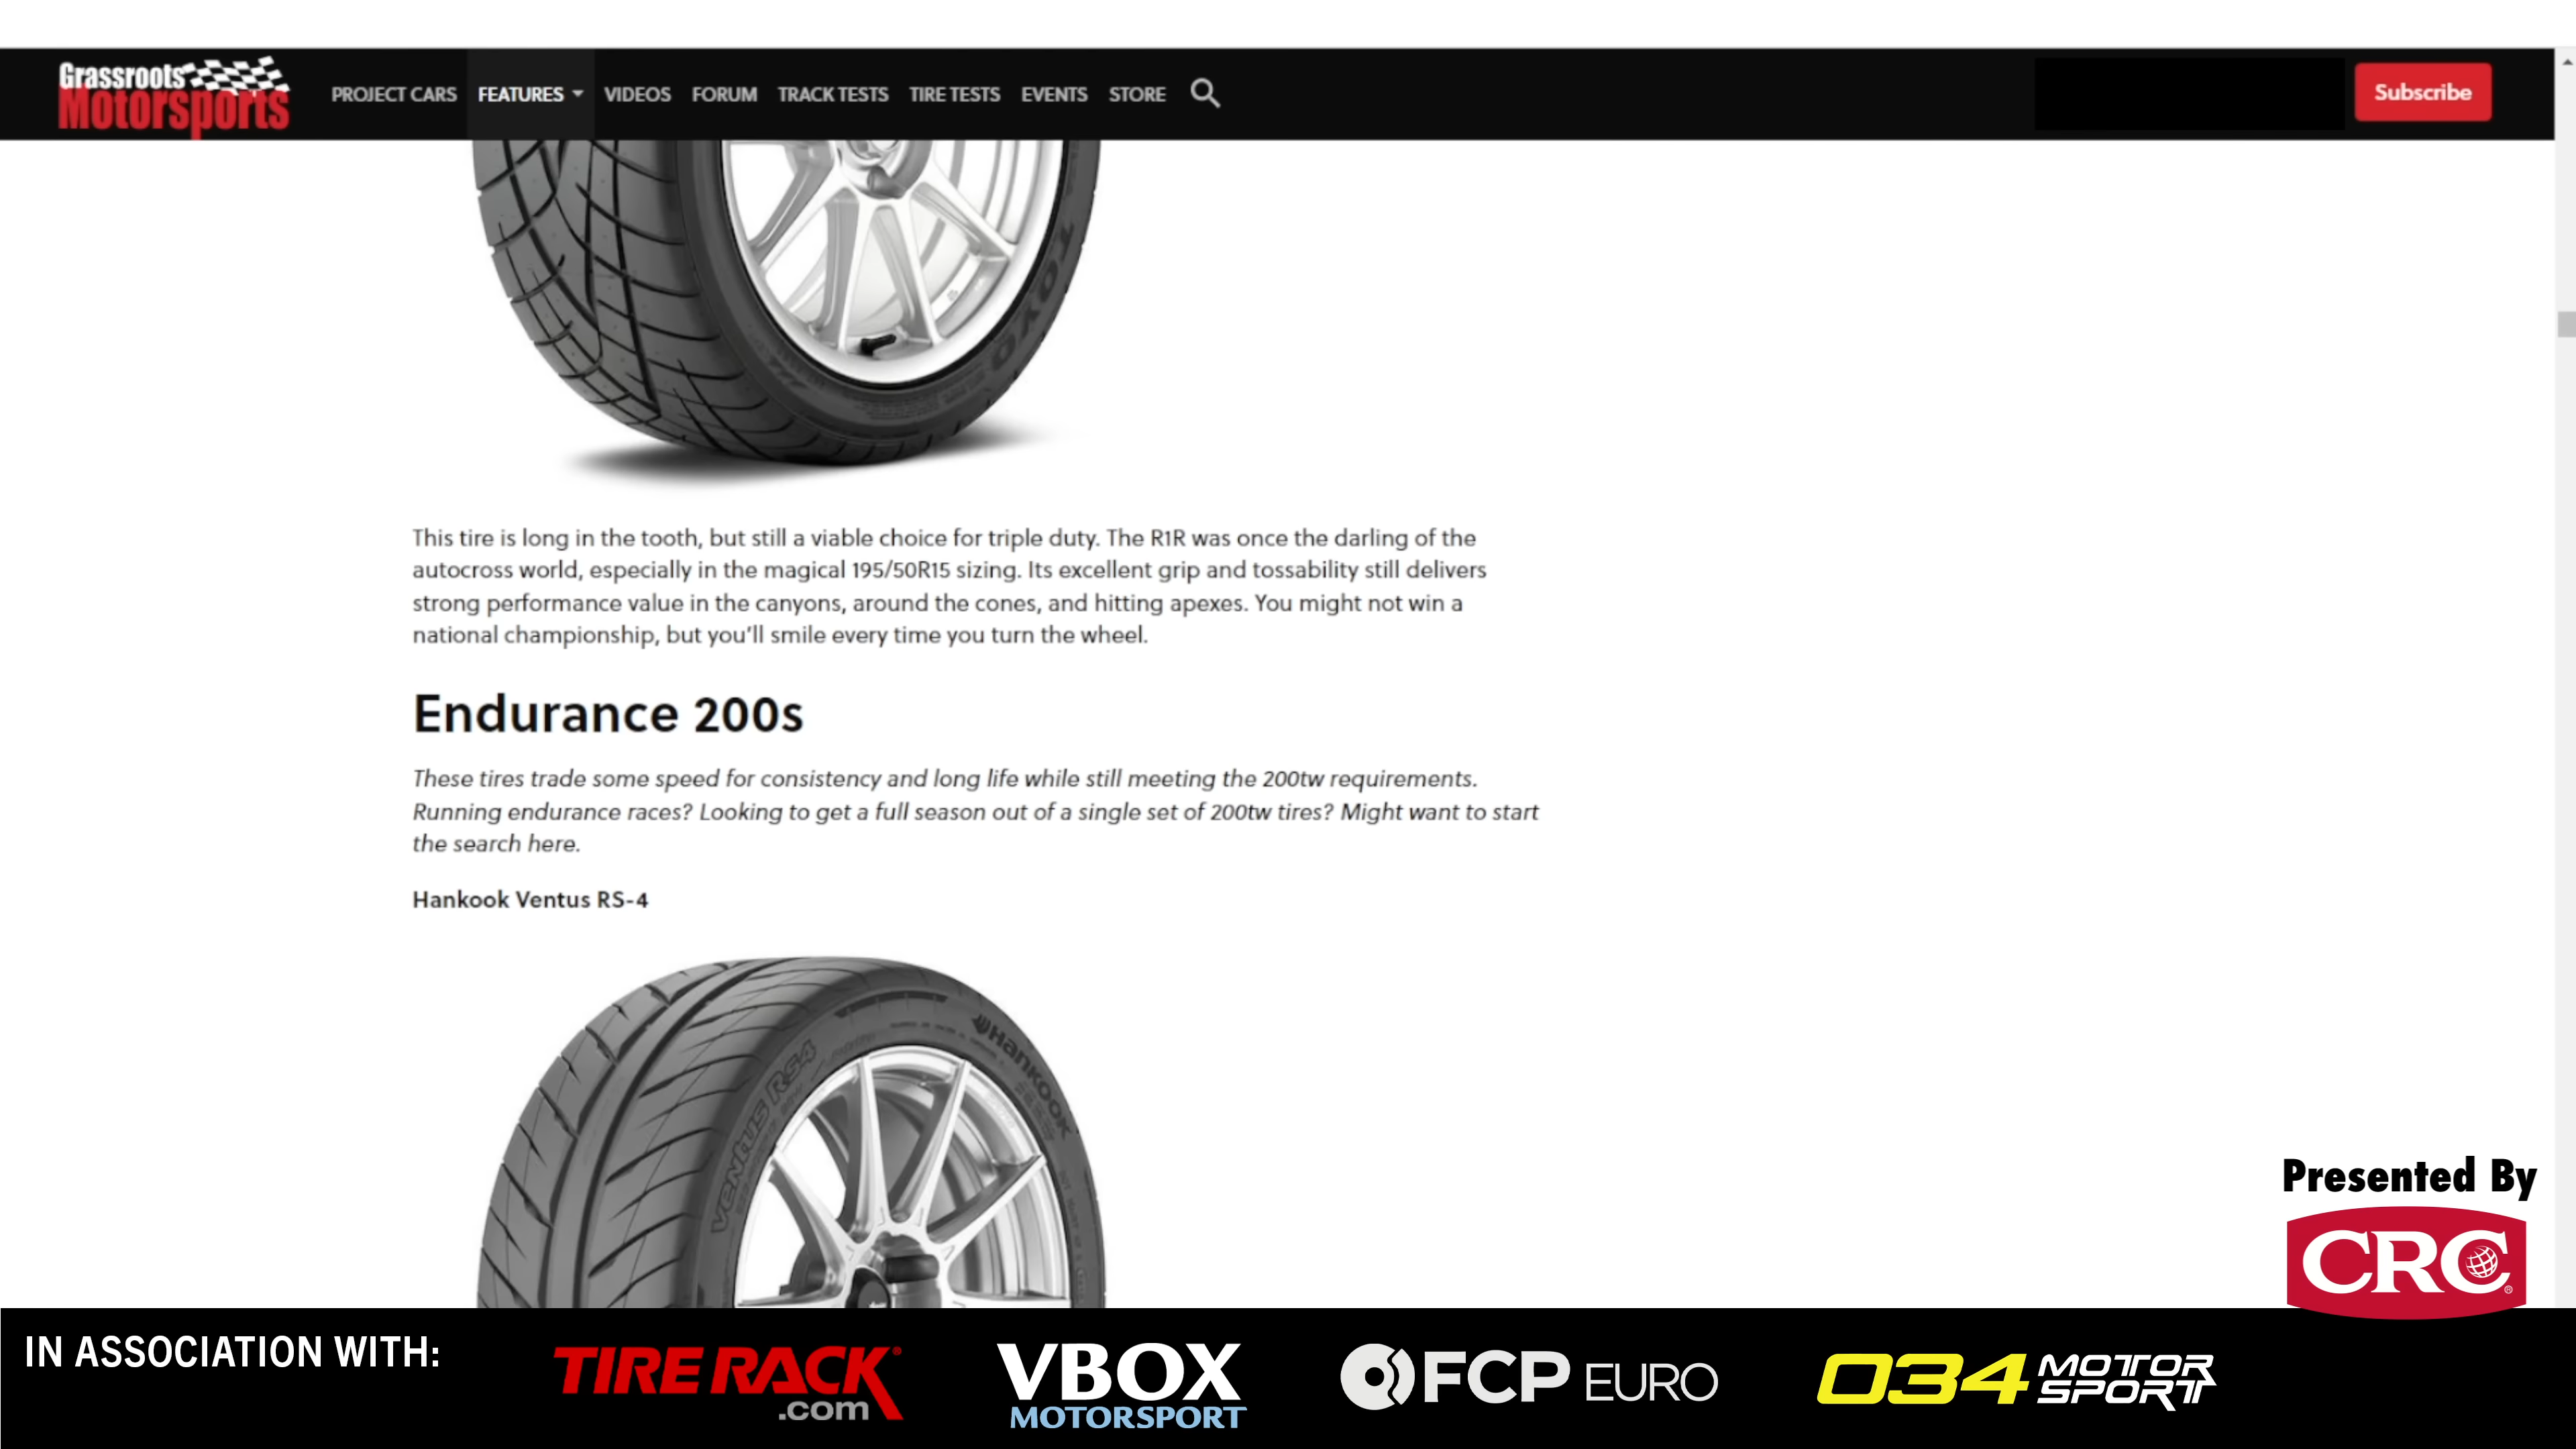 Grassroots
Motorsports
PROJECT CARS FEATURES VIDEOS FORUM TRACK TESTS TIRE TESTS EVENTS STORE
Subscribe
TOYO
This tire is long in the tooth, but still a viable choice for triple duty. The R1R was once the darling of the
autocross world, especially in the magical 195/50R15 sizing. Its excellent grip and tossability still delivers
strong performance value in the canyons, around the cones, and hitting apexes. You might not win a
national championship, but you'll smile every time you turn the wheel.
Endurance 200s
These tires trade some speed for consistency and long life while still meeting the 200tw requirements.
Running endurance races? Looking to get a full season out of a single set of 200tw tires? Might want to start
the search here.
Hankook Ventus RS-4
Hankook
Ventus RS4
Presented By
CRC
IN ASSOCIATION WITH:
TIRE RACK
.com
VBOX
MOTORSPORT
FCP EURO
034 MOTOR
SPORT